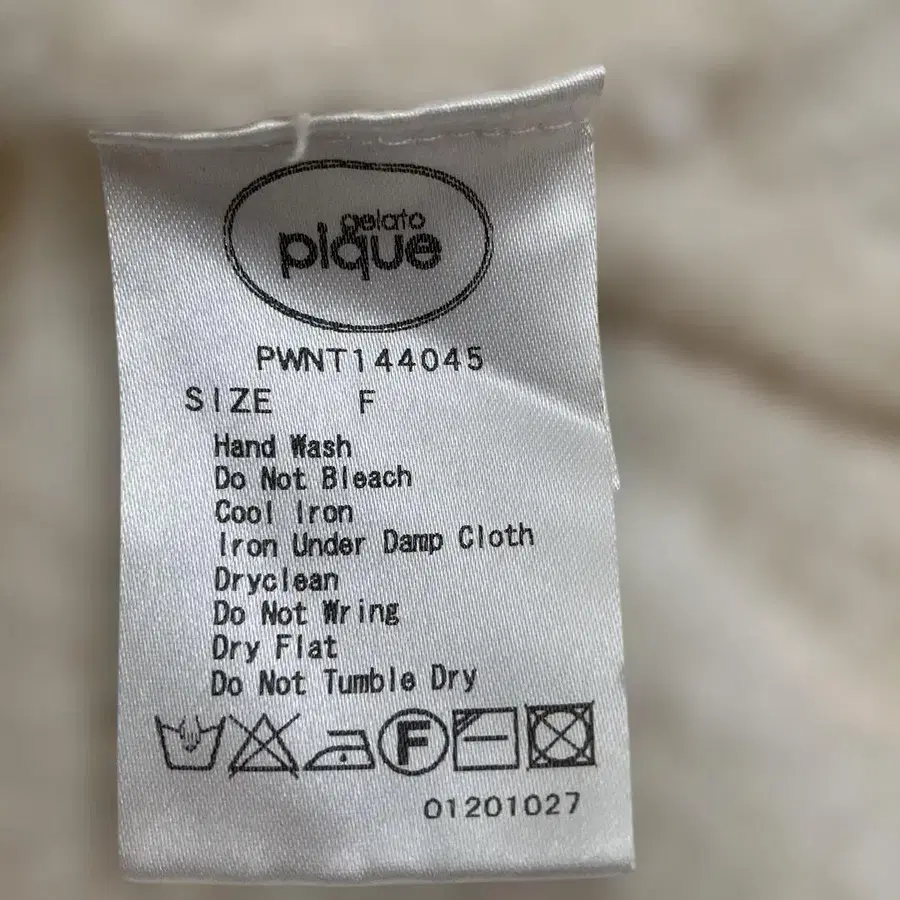 gelato
pique
PWNT144045
SIZE F
Hand Wash
Do Not Bleach
Cool Iron
Iron Under Damp Cloth
Dryclean
Do Not Wring
Dry Flat
Do Not Tumble Dry
F
01201027